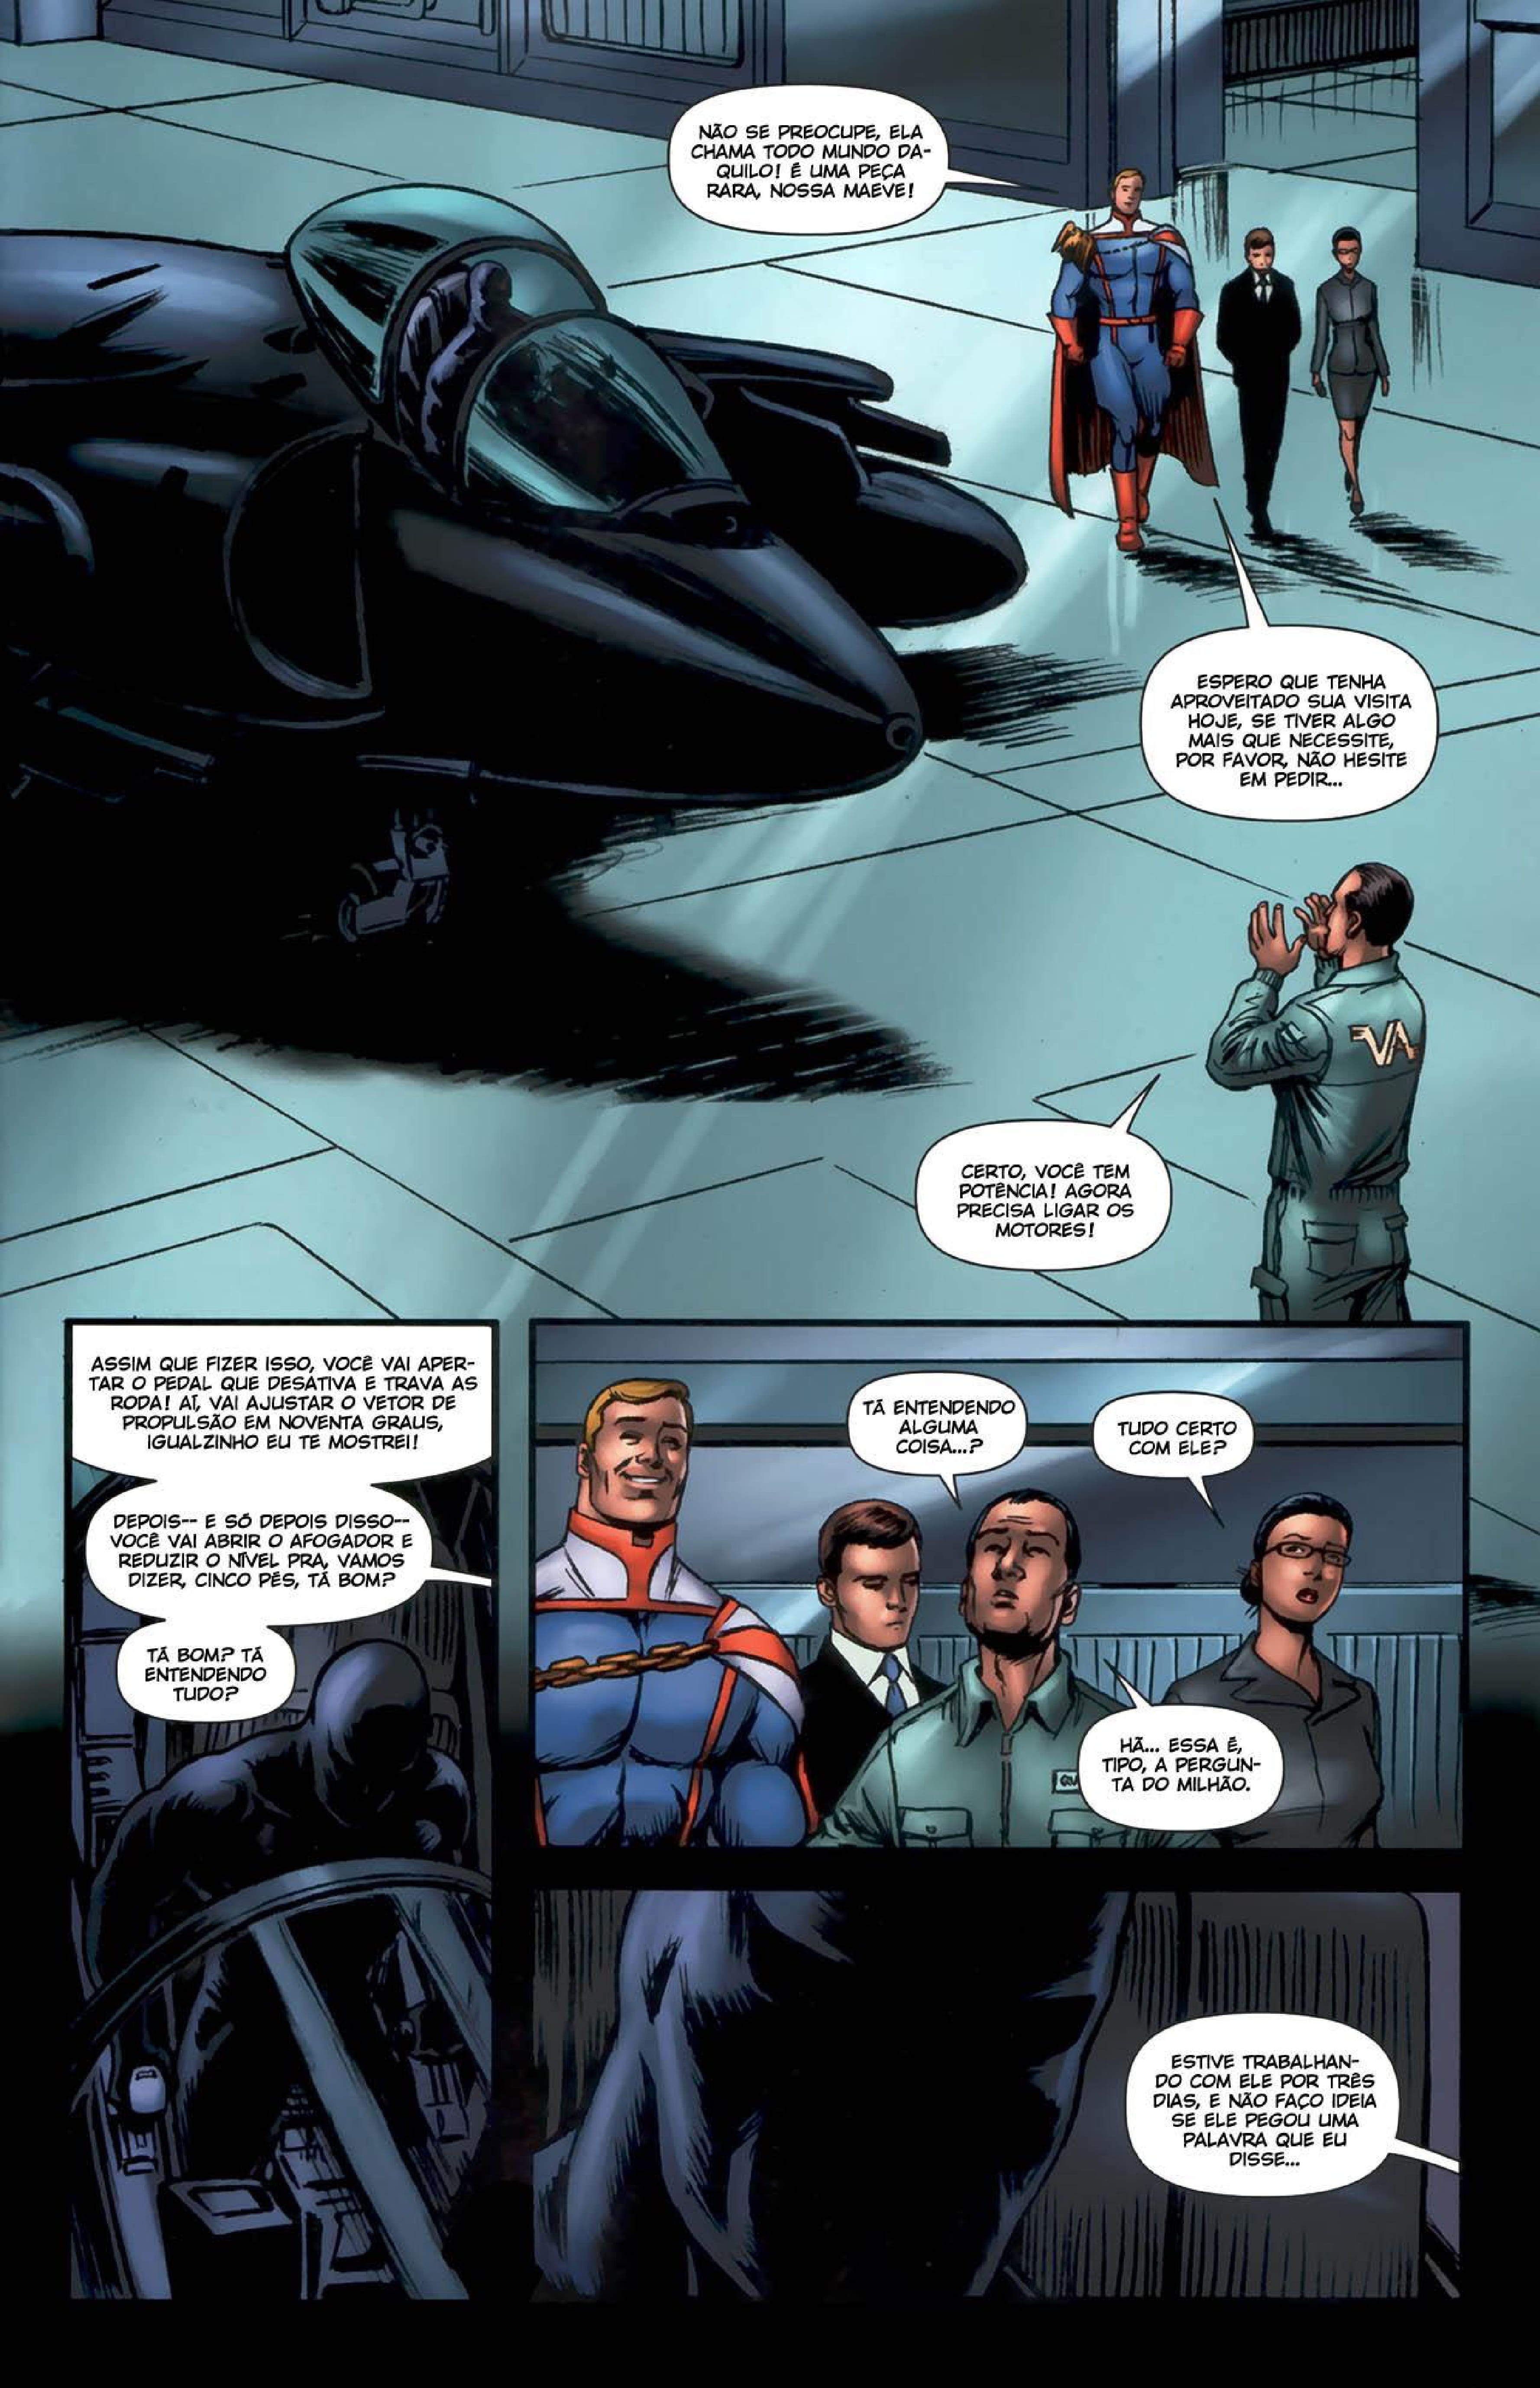 NÃO SE PREOCUPE, ELA
CHAMA TODO MUNDO DA-
QUILO! É UMA PEÇA
RARA, NOSSA MAEVE!
ESPERO QUE TENHA
APROVEITADO SUA VISITA
HOJE, SE TIVER ALGO
MAIS QUE NECESSITE,
POR FAVOR, NÃO HESITE
EM PEDIR...
VA
CERTO, VOCÊ TEM
POTÊNCIA! AGORA
PRECISA LIGAR OS
MOTORES!
ASSIM QUE FIZER ISSO, VOCÊ VAI APER-
TAR O PEDAL QUE DESATIVA E TRAVA AS
RODA! AÍ, VAI AJUSTAR O VETOR DE
PROPULSÃO EM NOVENTA GRAUS,
IGUALZINHO EU TE MOSTREI!
DEPOIS-- E SÓ DEPOIS DISSO--
VOCÊ VAI ABRIR O AFOGADOR E
REDUZIR O NÍVEL PRA, VAMOS
DIZER, CINCO PÉS, TÁ BOM?
TÁ BOM? TÁ
ENTENDENDO
TUDO?
TÁ ENTENDENDO
ALGUMA
COISA...?
TUDO CERTO
COM ELE?
HÃ... ESSA É,
TIPO, A PERGUN-
TA DO MILHÃO.
ESTIVE TRABALHAN-
DO COM ELE POR TRÊS
DIAS, E NÃO FAÇO IDEIA
SE ELE PEGOU UMA
PALAVRA QUE EU
DISSE...